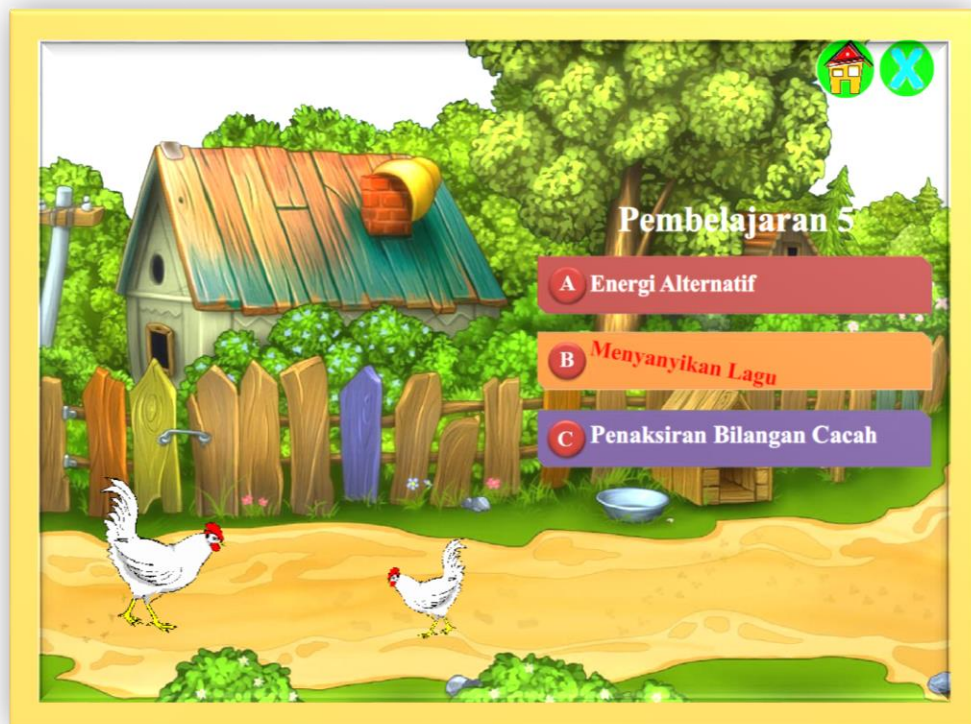 Pembelajaran 5
A Energi Alternatif
B Menyanyikan Lagu
C Penaksiran Bilangan Cacah